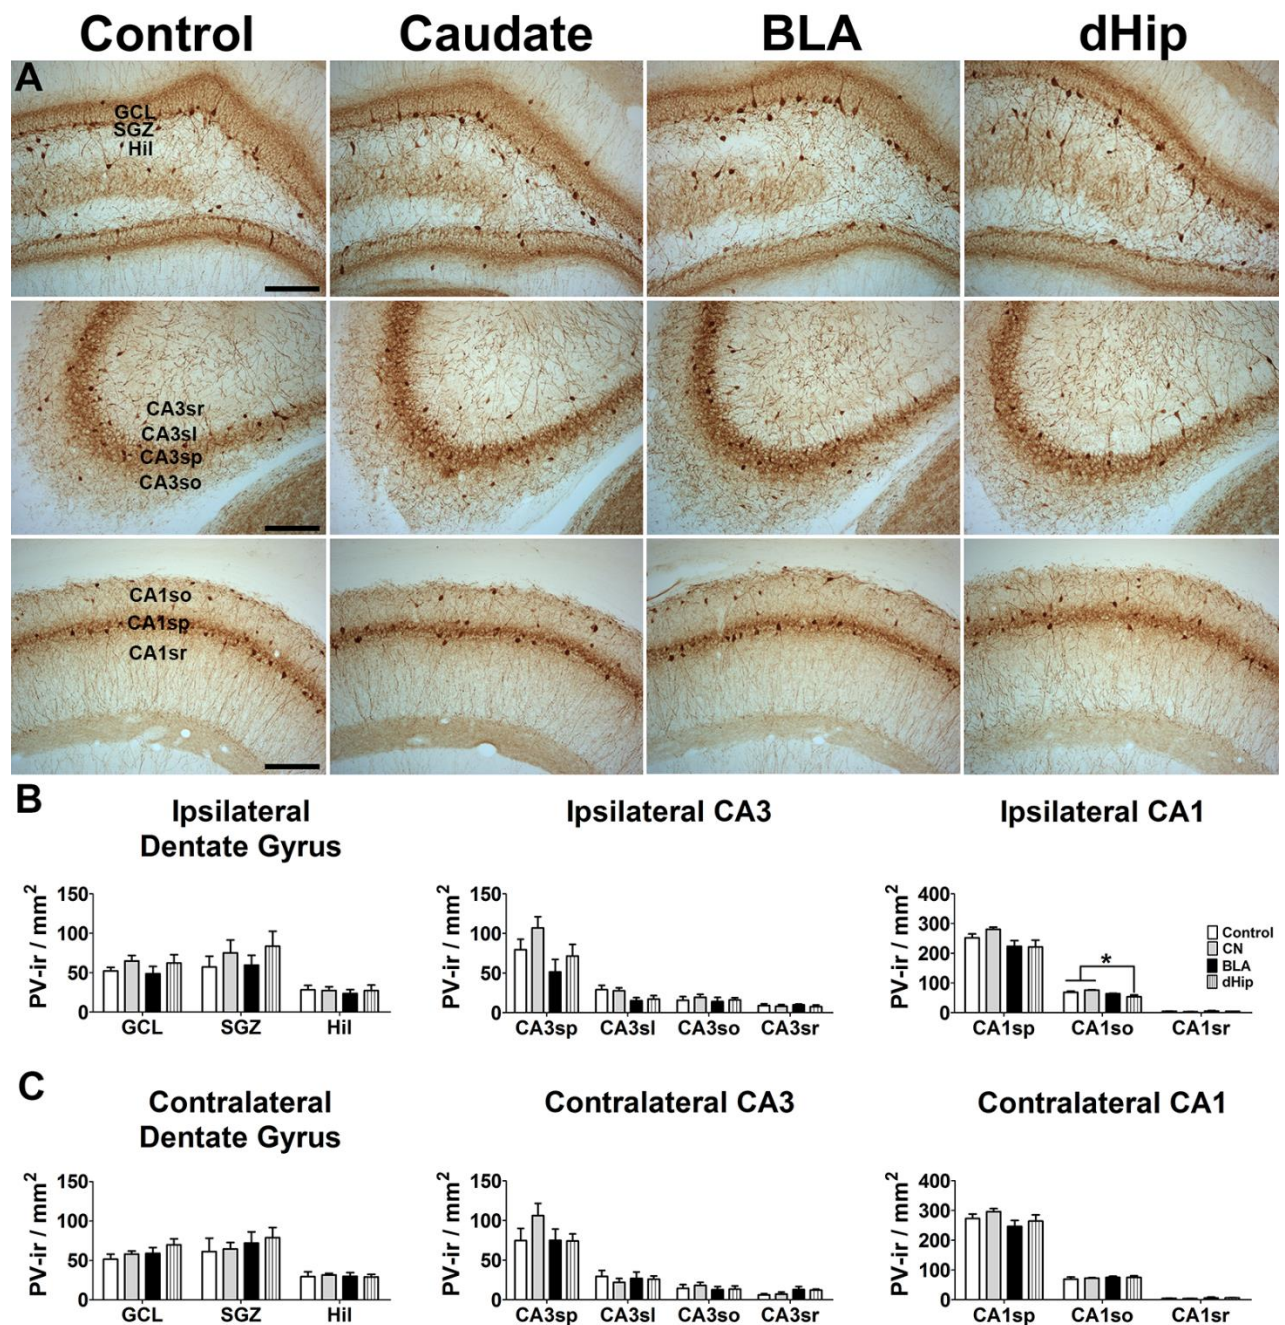 Control Caudate BLA dHip
A
GCL
SGZ
Hil
CA3sr
CA3sl
CA3sp
CA3so
CA1so
CA1sp
CA1sr
B
Ipsilateral
Dentate Gyrus
Ipsilateral CA3
Ipsilateral CA1
PV-ir / mm²
150
100
50
0
GCL SGZ Hil
PV-ir / mm²
150
100
50
0
CA3sp CA3sl CA3so CA3sr
PV-ir / mm²
400
300
200
100
0
*
CA1sp CA1so CA1sr
Control
CN
BLA
dHip
C
Contralateral
Dentate Gyrus
Contralateral CA3
Contralateral CA1
PV-ir / mm²
150
100
50
0
GCL SGZ Hil
PV-ir / mm²
150
100
50
0
CA3sp CA3sl CA3so CA3sr
PV-ir / mm²
400
300
200
100
0
CA1sp CA1so CA1sr